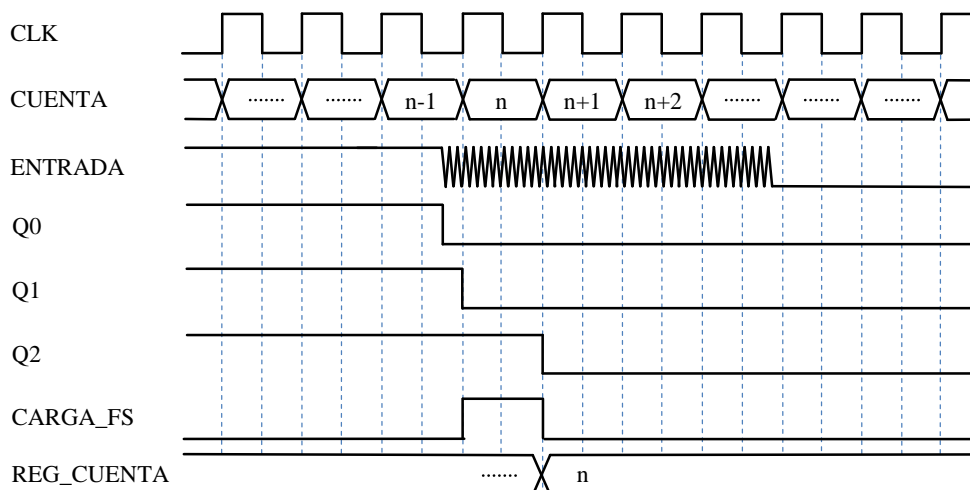 CLK
CUENTA ........ ........ n-1 n n+1 n+2 ........ ........ ........
ENTRADA
Q0
Q1
Q2
CARGA_FS
REG_CUENTA ........ n